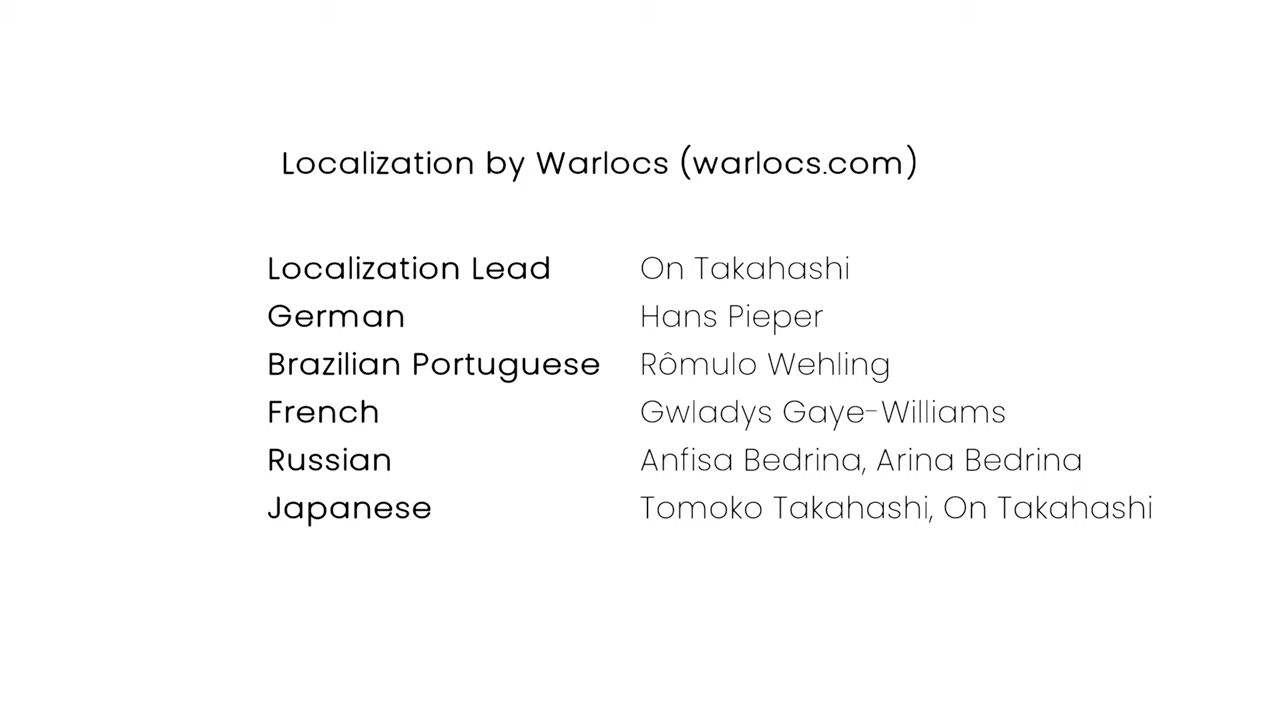 Localization by Warlocs (warlocs.com)
Localization Lead On Takahashi
German Hans Pieper
Brazilian Portuguese Rômulo Wehling
French Gwladys Gaye-Williams
Russian Anfisa Bedrina, Arina Bedrina
Japanese Tomoko Takahashi, On Takahashi